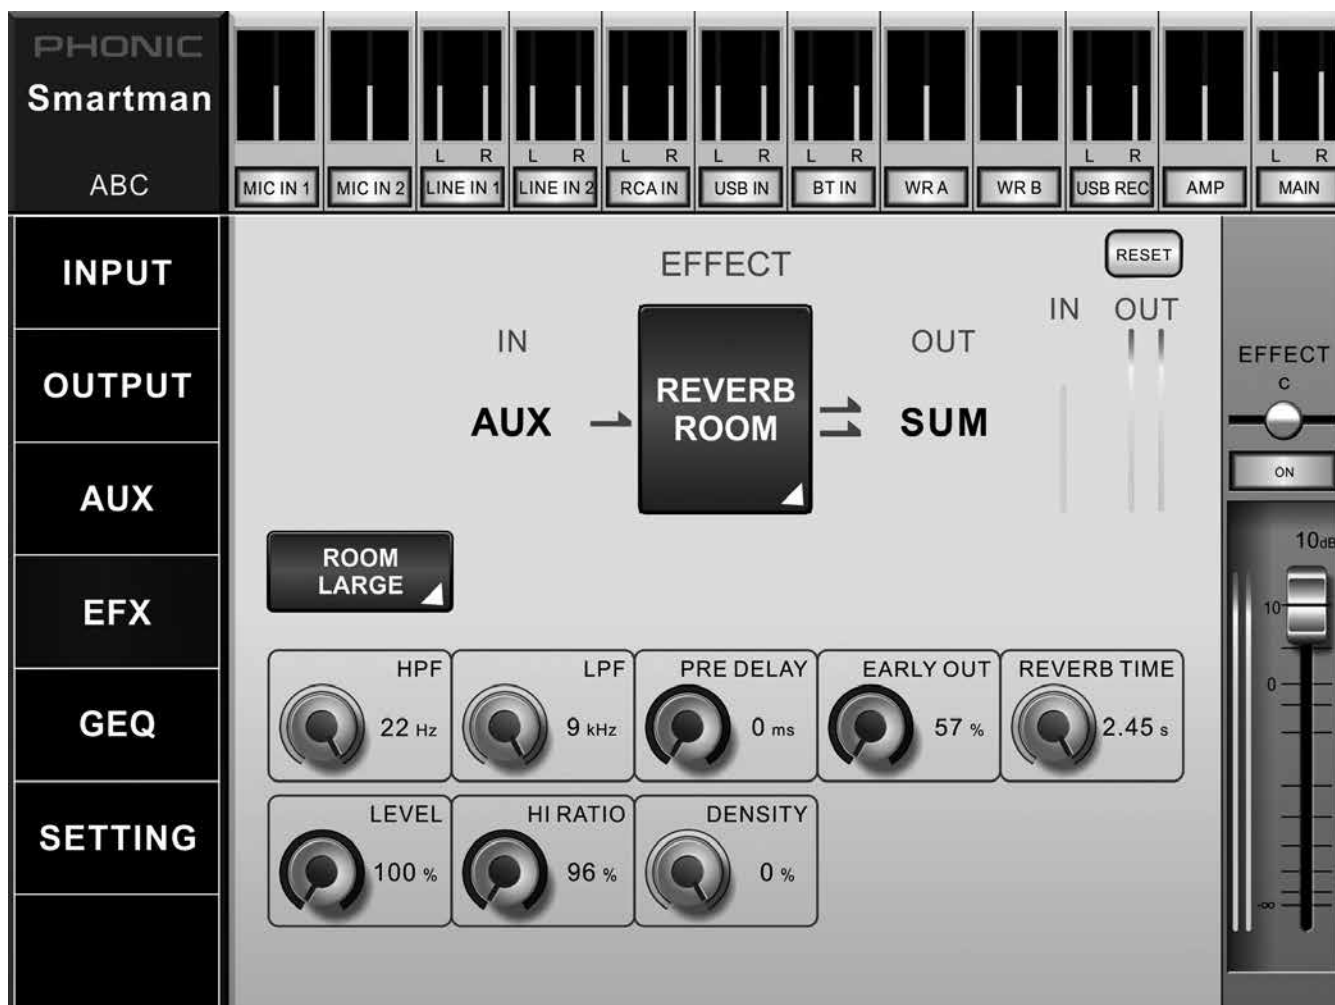 PHONIC
Smartman
ABC
L R L R L R L R L R L R L R
MIC IN 1 MIC IN 2 LINE IN 1 LINE IN 2 RCA IN USB IN BT IN WR A WR B USB REC AMP MAIN
INPUT
OUTPUT
AUX
EFX
GEQ
SETTING
EFFECT
RESET
IN OUT
IN
OUT
AUX
REVERB
ROOM
SUM
ROOM
LARGE
HPF
22 Hz
LPF
9 kHz
PRE DELAY
0 ms
EARLY OUT
57 %
REVERB TIME
2.45 s
LEVEL
100 %
HI RATIO
96 %
DENSITY
0 %
EFFECT
C
ON
10dB
10
0
-∞